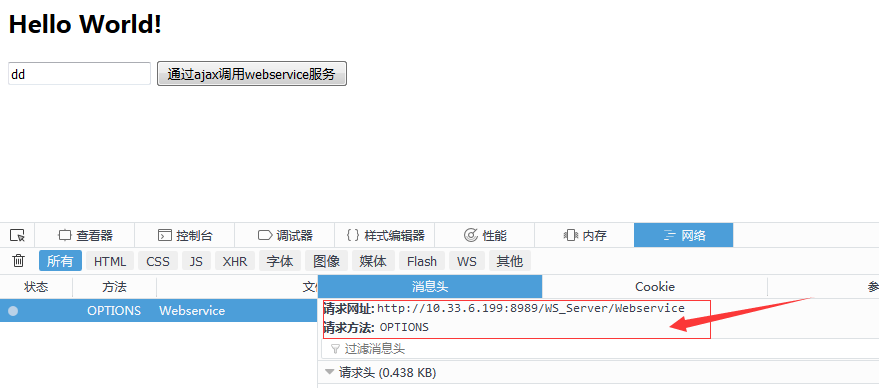 Hello World!
dd 通过ajax调用webservice服务
查看器 控制台 调试器 { } 样式编辑器 性能 内存 网络
所有 HTML CSS JS XHR 字体 图像 媒体 Flash WS 其他
状态 方法 文 消息头 Cookie 参
OPTIONS Webservice 请求网址: http://10.33.6.199:8989/WS_Server/Webservice
请求方法: OPTIONS
过滤消息头
请求头 (0.438 KB)